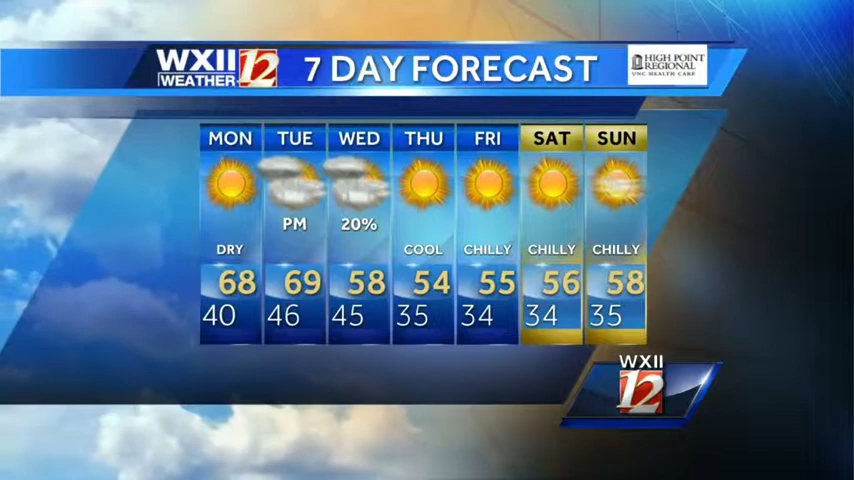 WXII 12
WEATHER
7 DAY FORECAST
HIGH POINT
REGIONAL
UNC HEALTH CARE
MON TUE WED THU FRI SAT SUN
PM 20%
DRY COOL CHILLY CHILLY CHILLY
68 69 58 54 55 56 58
40 46 45 35 34 34 35
WXII
12